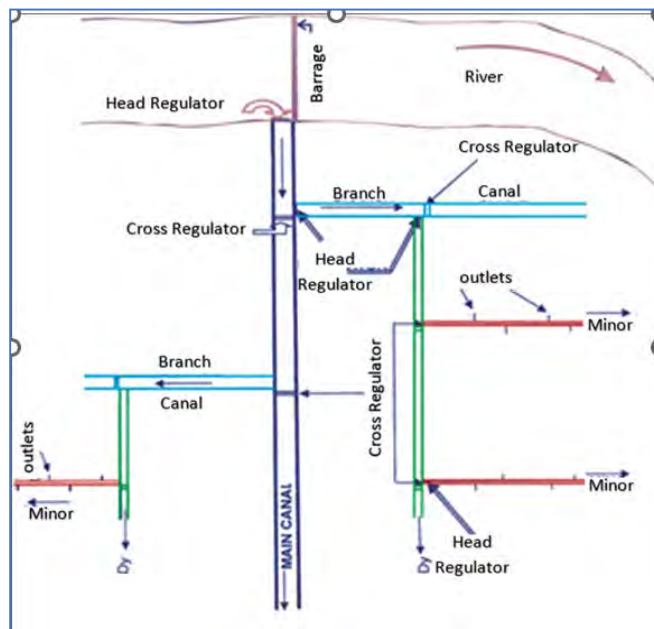 River
Barrage
Head Regulator
Cross Regulator
Branch
Canal
Cross Regulator
Head
Regulator
outlets
Minor
Branch
Canal
Cross Regulator
outlets
Minor
Minor
MAIN CANAL
Head
Regulator
Dy
Dy